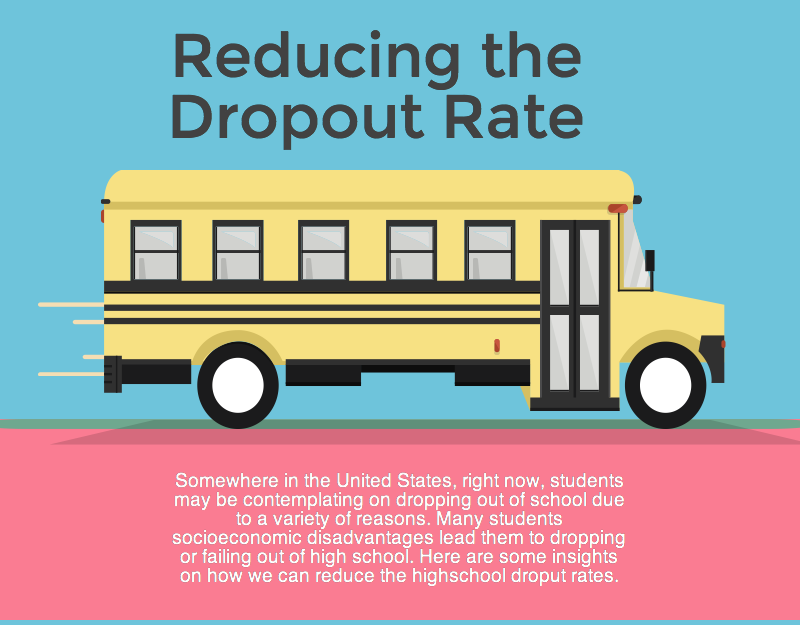 Reducing the
Dropout Rate
Somewhere in the United States, right now, students
may be contemplating on dropping out of school due
to a variety of reasons. Many students
socioeconomic disadvantages lead them to dropping
or failing out of high school. Here are some insights
on how we can reduce the highschool droput rates.